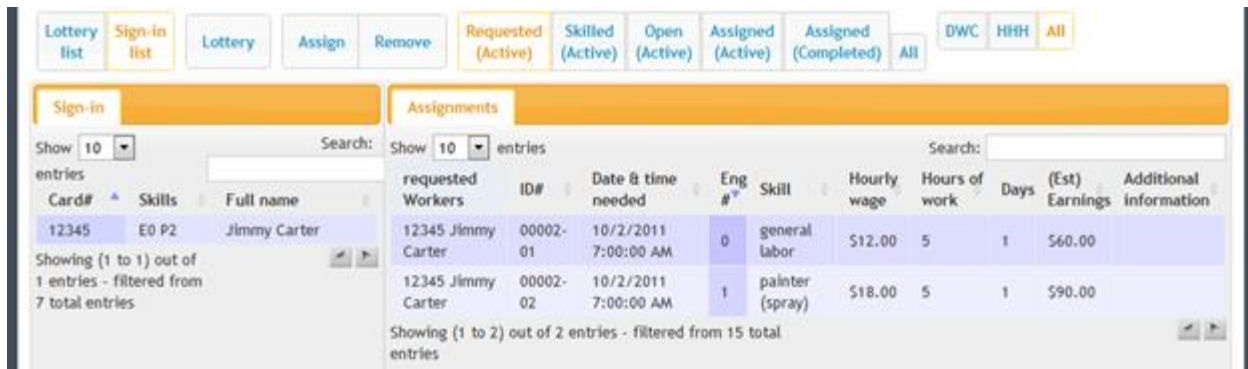 Lottery list Sign-in list Lottery Assign Remove Requested (Active) Skilled (Active) Open (Active) Assigned (Active) Assigned (Completed) All DWC HHH All
Sign-in
Show 10 entries Search:
Card# Skills Full name
12345 E0 P2 Jimmy Carter
Showing (1 to 1) out of
1 entries - filtered from
7 total entries
Assignments
Show 10 entries Search:
requested Workers ID# Date & time needed Eng # Skill Hourly wage Hours of work Days (Est) Earnings Additional information
12345 Jimmy Carter 00002-01 10/2/2011 7:00:00 AM 0 general labor $12.00 5 1 $60.00
12345 Jimmy Carter 00002-02 10/2/2011 7:00:00 AM 1 painter (spray) $18.00 5 1 $90.00
Showing (1 to 2) out of 2 entries - filtered from 15 total
entries